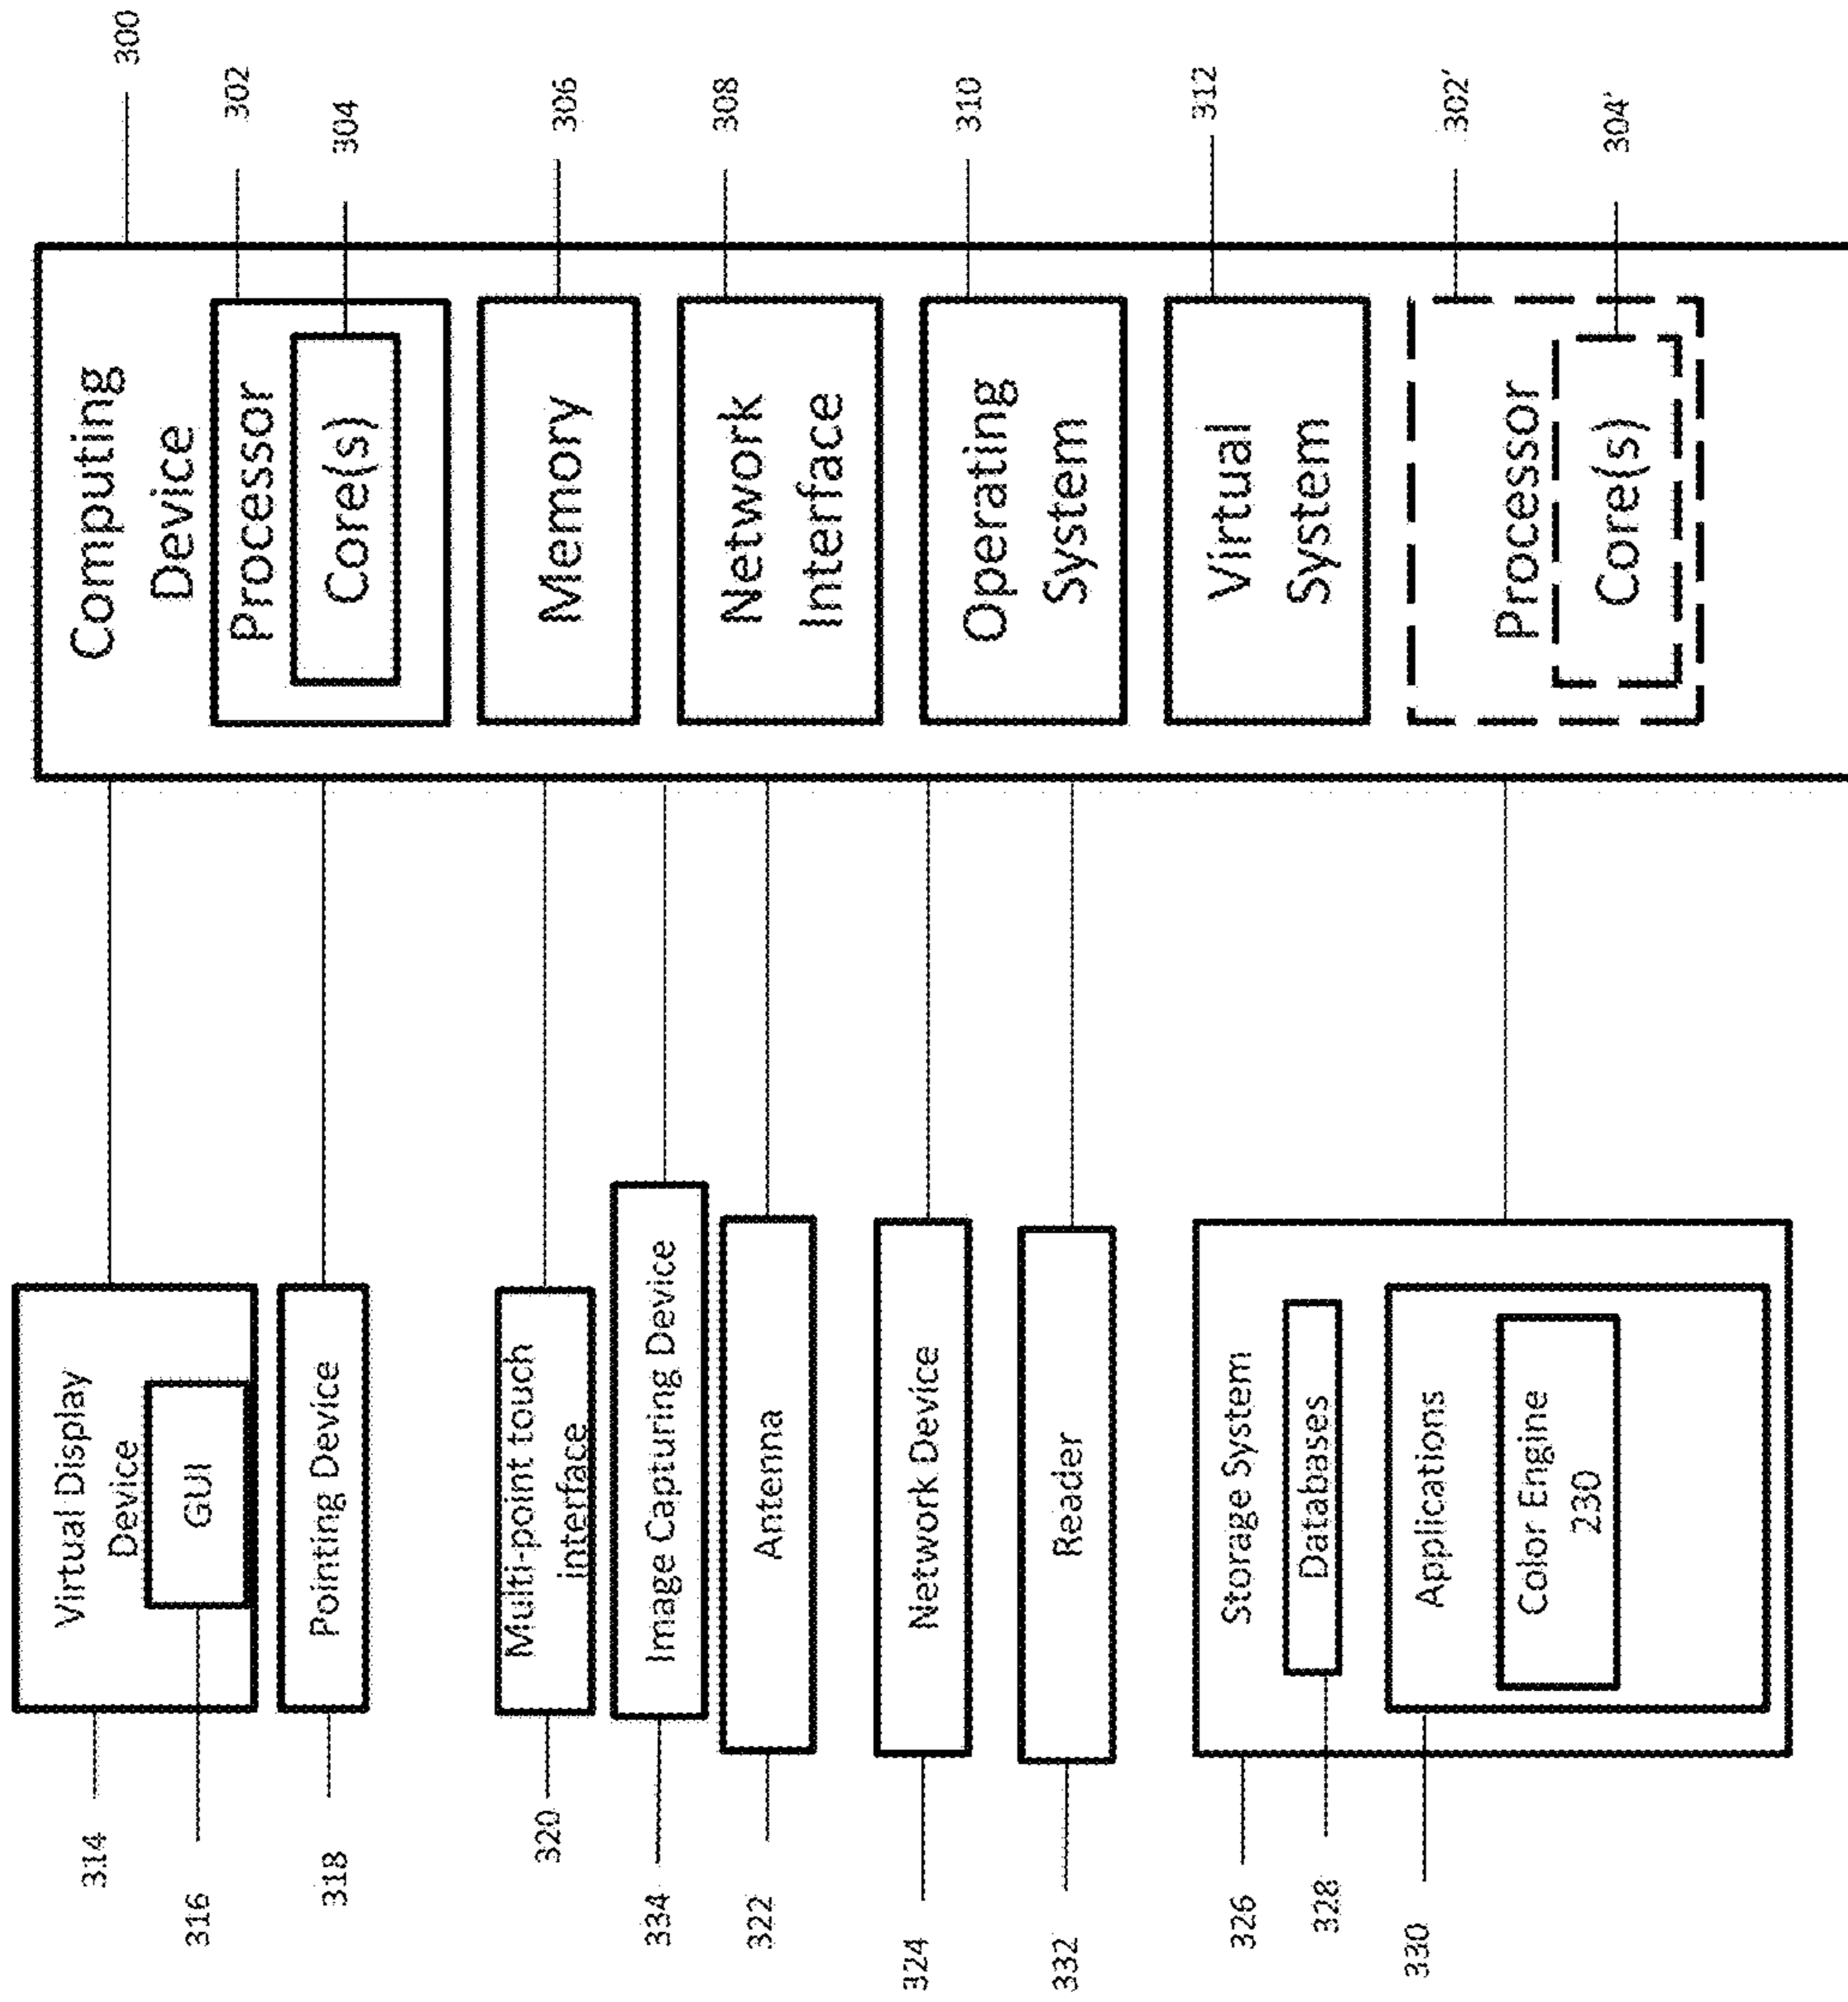 Virtual Display
Device
GUI
314
316
Pointing Device
318
Multi-point touch
interface
320
Image Capturing Device
334
Antenna
322
Network Device
324
Reader
332
Storage System
326
Databases
328
Applications
330
Color Engine
230
Computing
Device
300
Processor
302
Core(s)
304
Memory
306
Network
Interface
308
Operating
System
310
Virtual
System
312
Processor
302'
Core(s)
304'